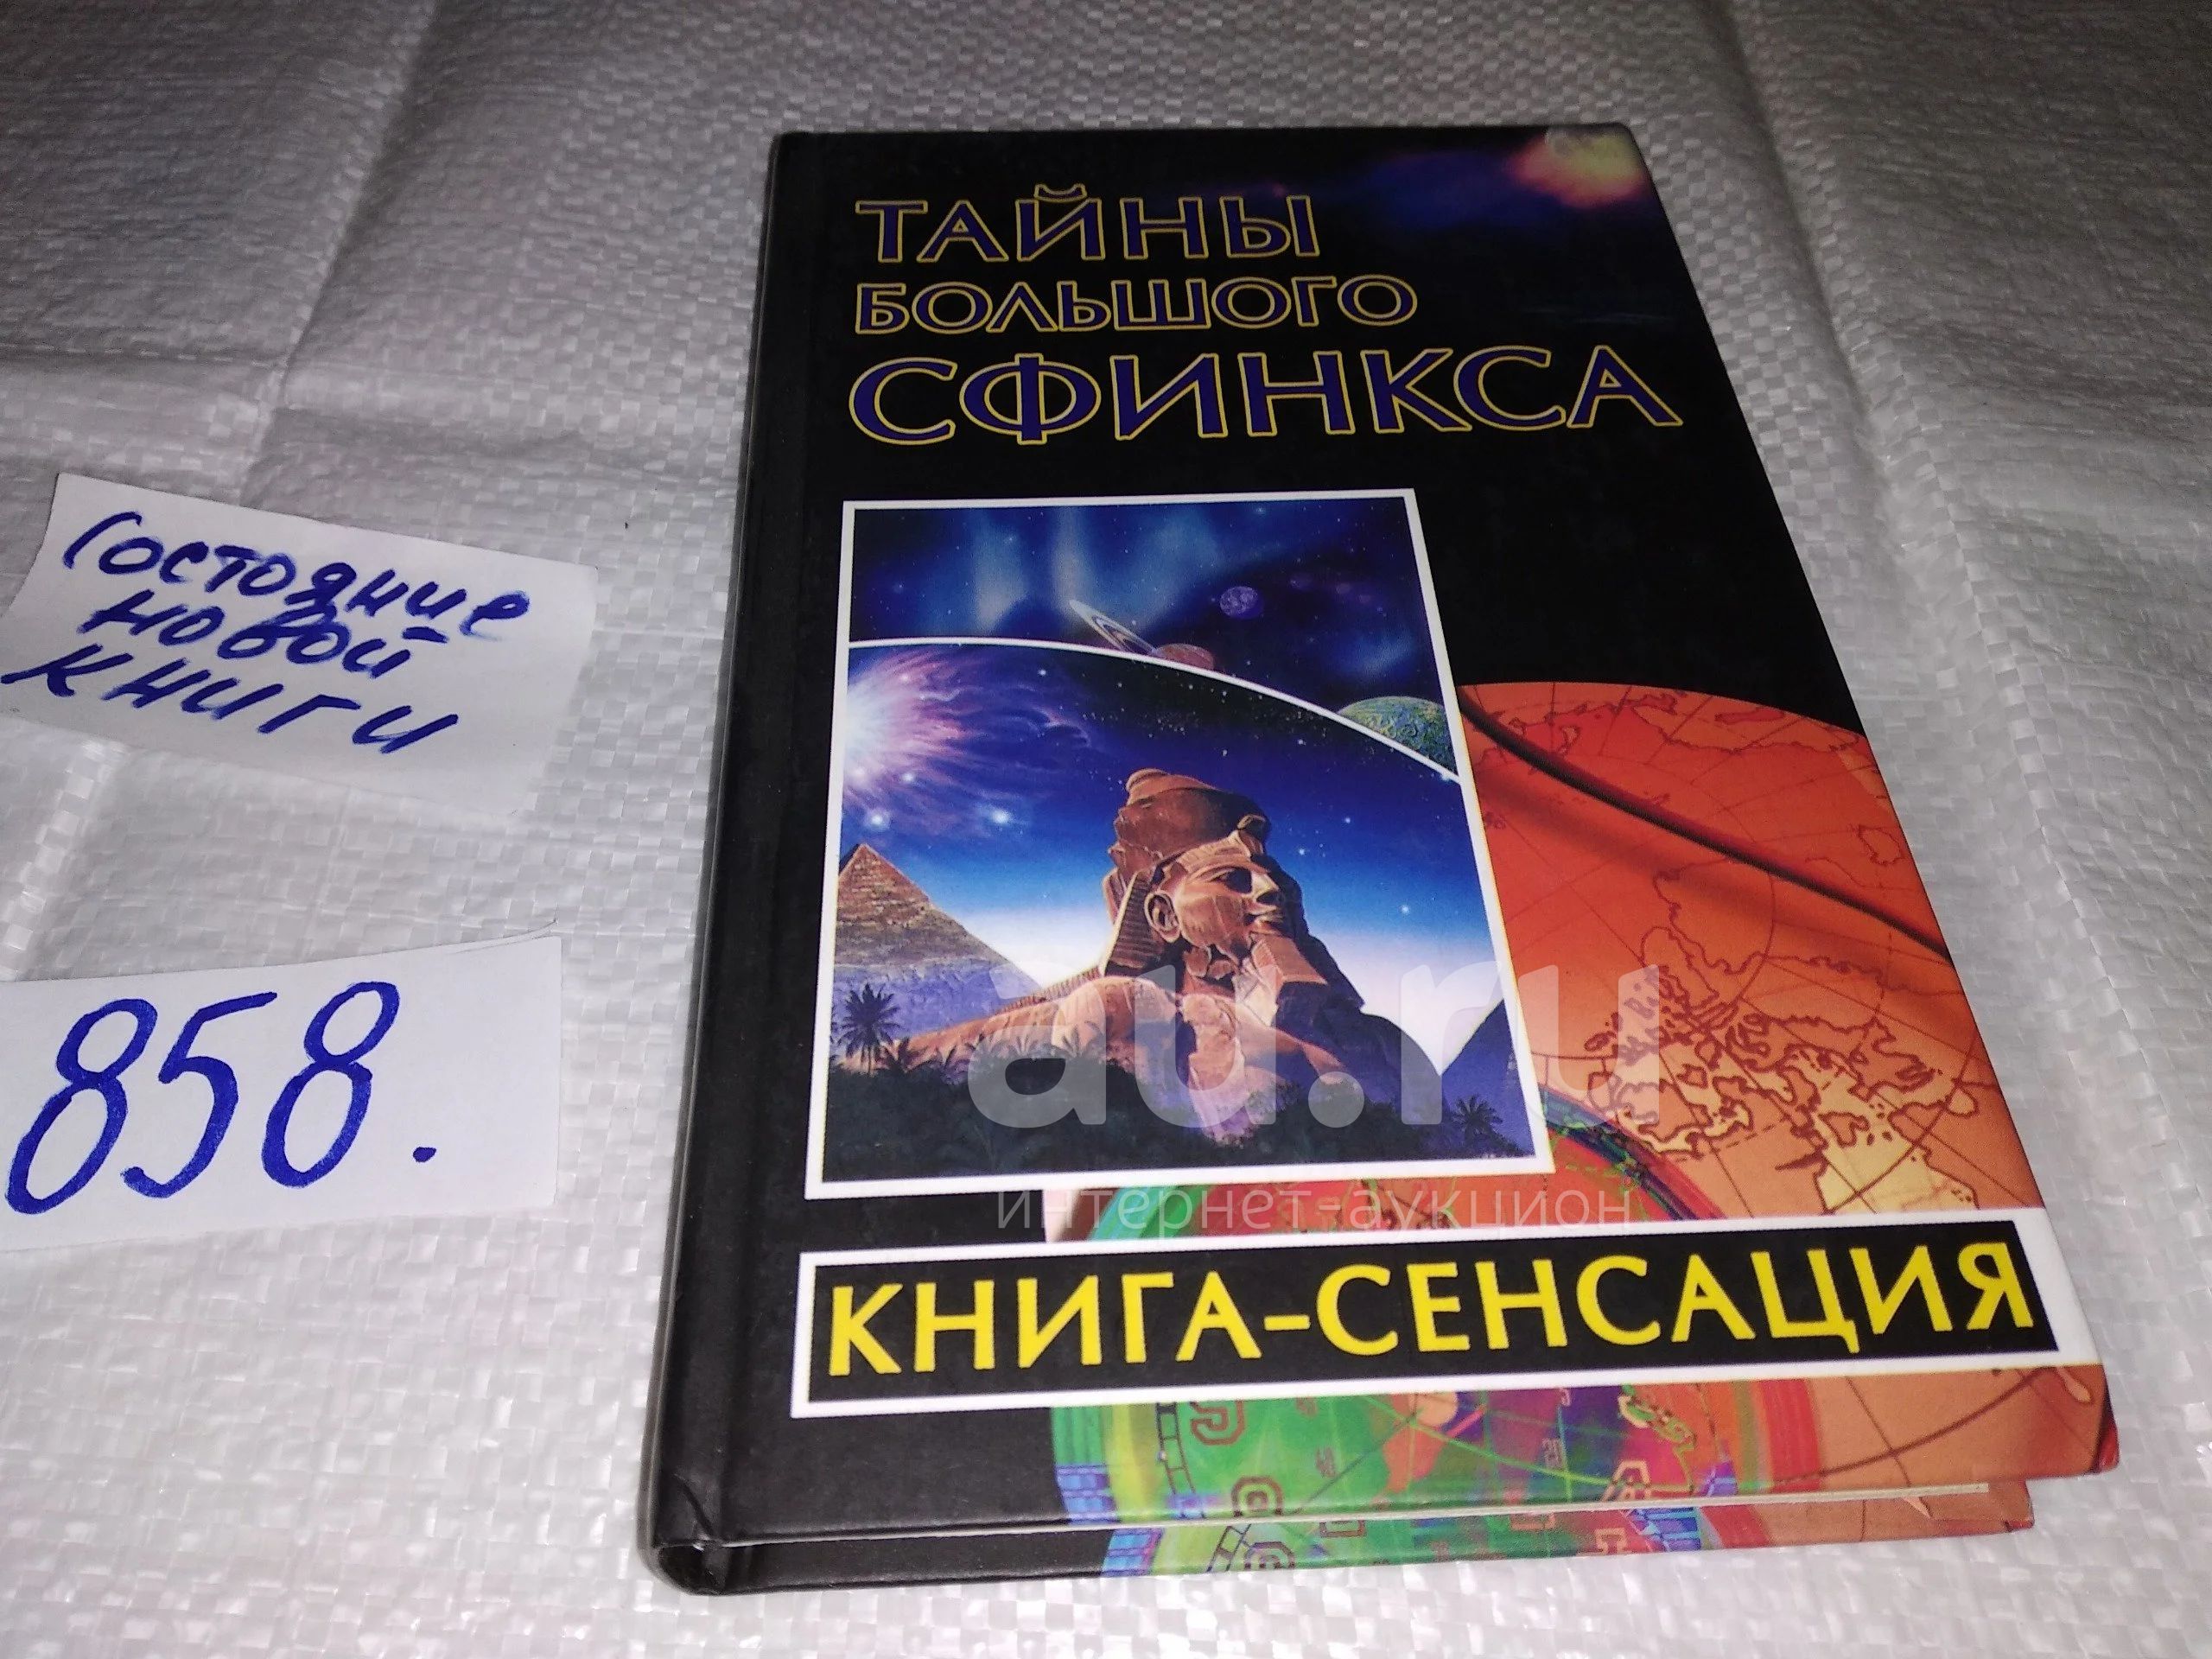 ТАЙНЫ
БОЛЬШОГО
СФИНКСА
Состояние
новой
книги
858.
au.ru
интернет-аукцион
КНИГА-СЕНСАЦИЯ